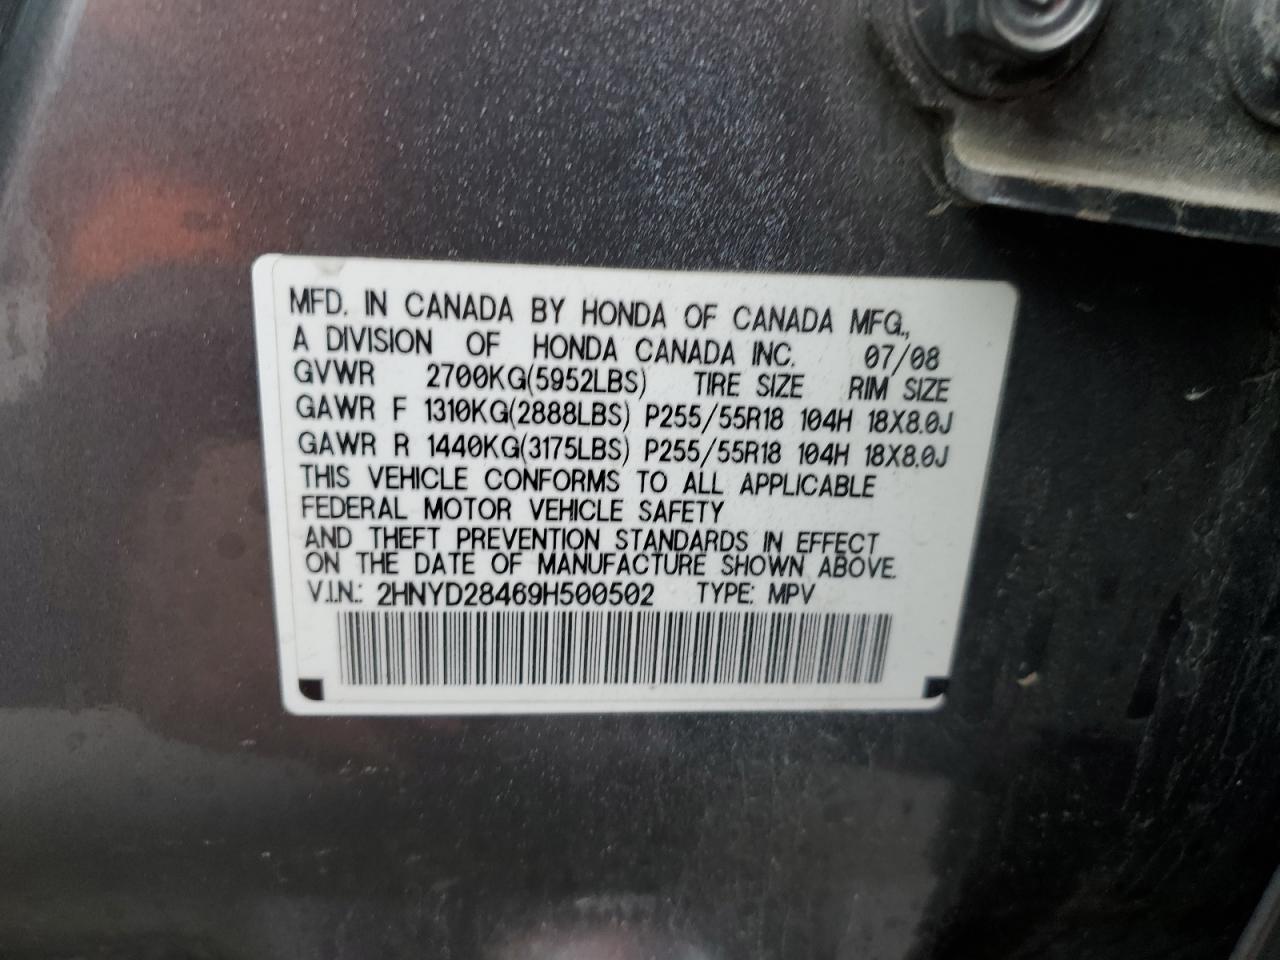 MFD. IN CANADA BY HONDA OF CANADA MFG.,
A DIVISION OF HONDA CANADA INC. 07/08
GVWR 2700KG(5952LBS) TIRE SIZE RIM SIZE
GAWR F 1310KG(2888LBS) P255/55R18 104H 18X8.0J
GAWR R 1440KG(3175LBS) P255/55R18 104H 18X8.0J
THIS VEHICLE CONFORMS TO ALL APPLICABLE
FEDERAL MOTOR VEHICLE SAFETY
AND THEFT PREVENTION STANDARDS IN EFFECT
ON THE DATE OF MANUFACTURE SHOWN ABOVE.
V.I.N.: 2HNYD28469H500502 TYPE: MPV